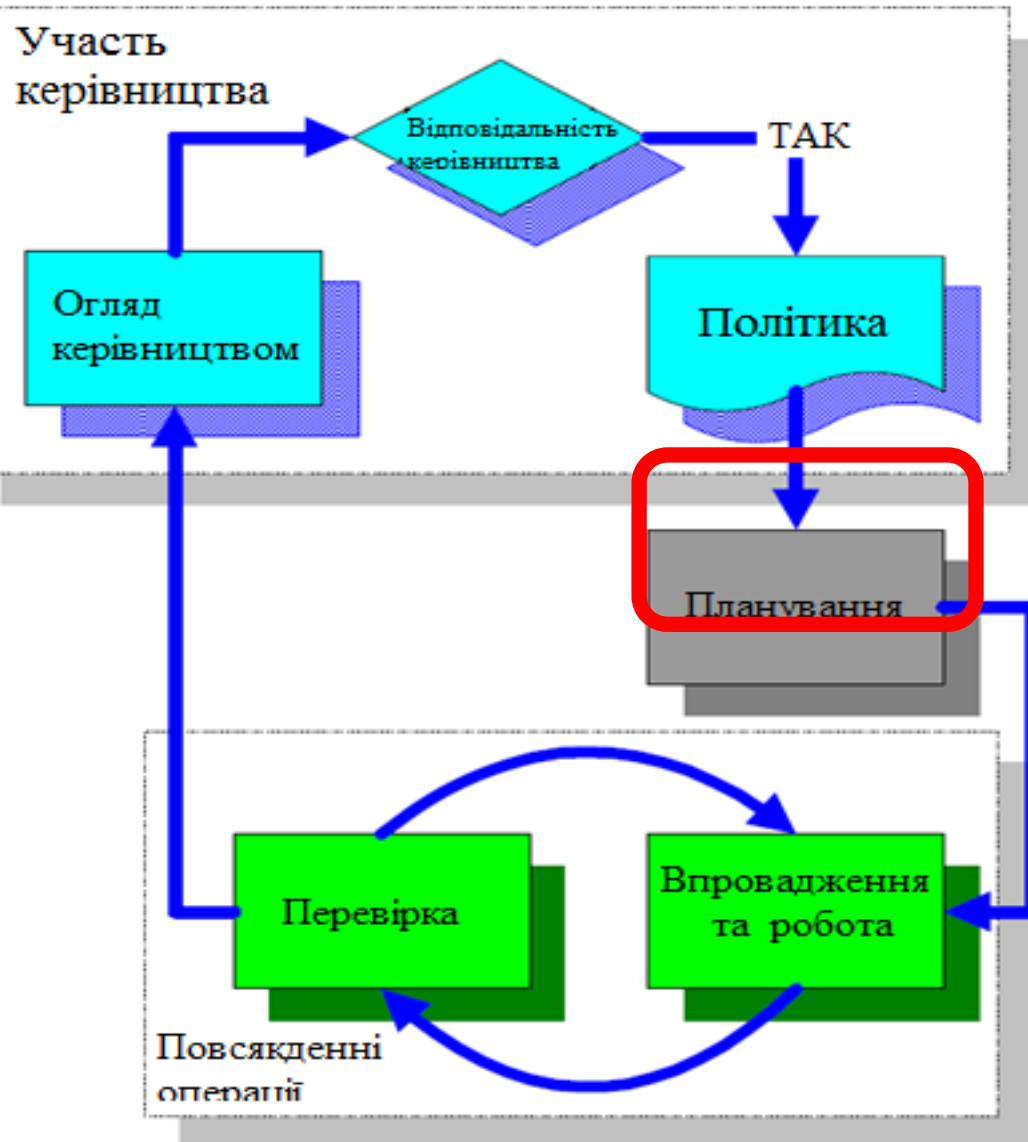 Участь
керівництва
Відповідальність
керівництва
ТАК
Огляд
керівництвом
Політика
Планування
Впровадження
та робота
Перевірка
Повсякденні
операції